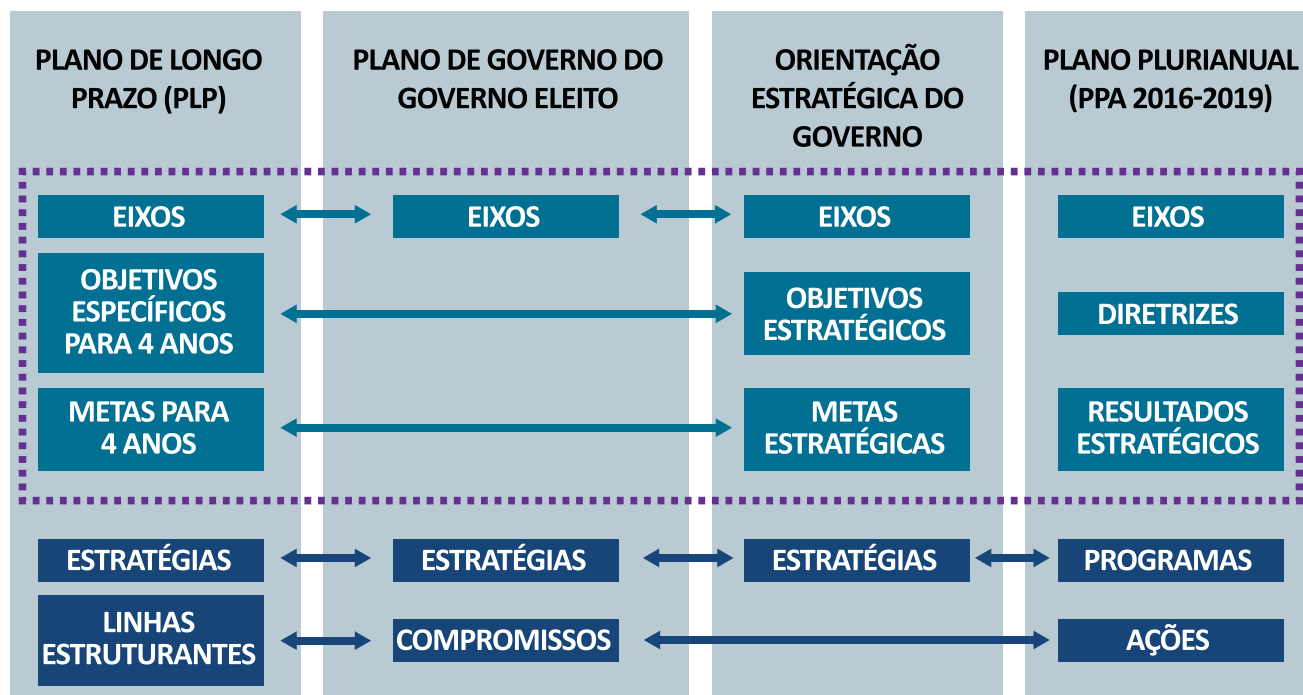 PLANO DE LONGO
PRAZO (PLP)
PLANO DE GOVERNO DO
GOVERNO ELEITO
ORIENTAÇÃO
ESTRATÉGICA DO
GOVERNO
PLANO PLURIANUAL
(PPA 2016-2019)
EIXOS
EIXOS
EIXOS
EIXOS
OBJETIVOS
ESPECÍFICOS
PARA 4 ANOS
OBJETIVOS
ESTRATÉGICOS
DIRETRIZES
METAS PARA
4 ANOS
METAS
ESTRATÉGICAS
RESULTADOS
ESTRATÉGICOS
ESTRATÉGIAS
ESTRATÉGIAS
ESTRATÉGIAS
PROGRAMAS
LINHAS
ESTRUTURANTES
COMPROMISSOS
AÇÕES